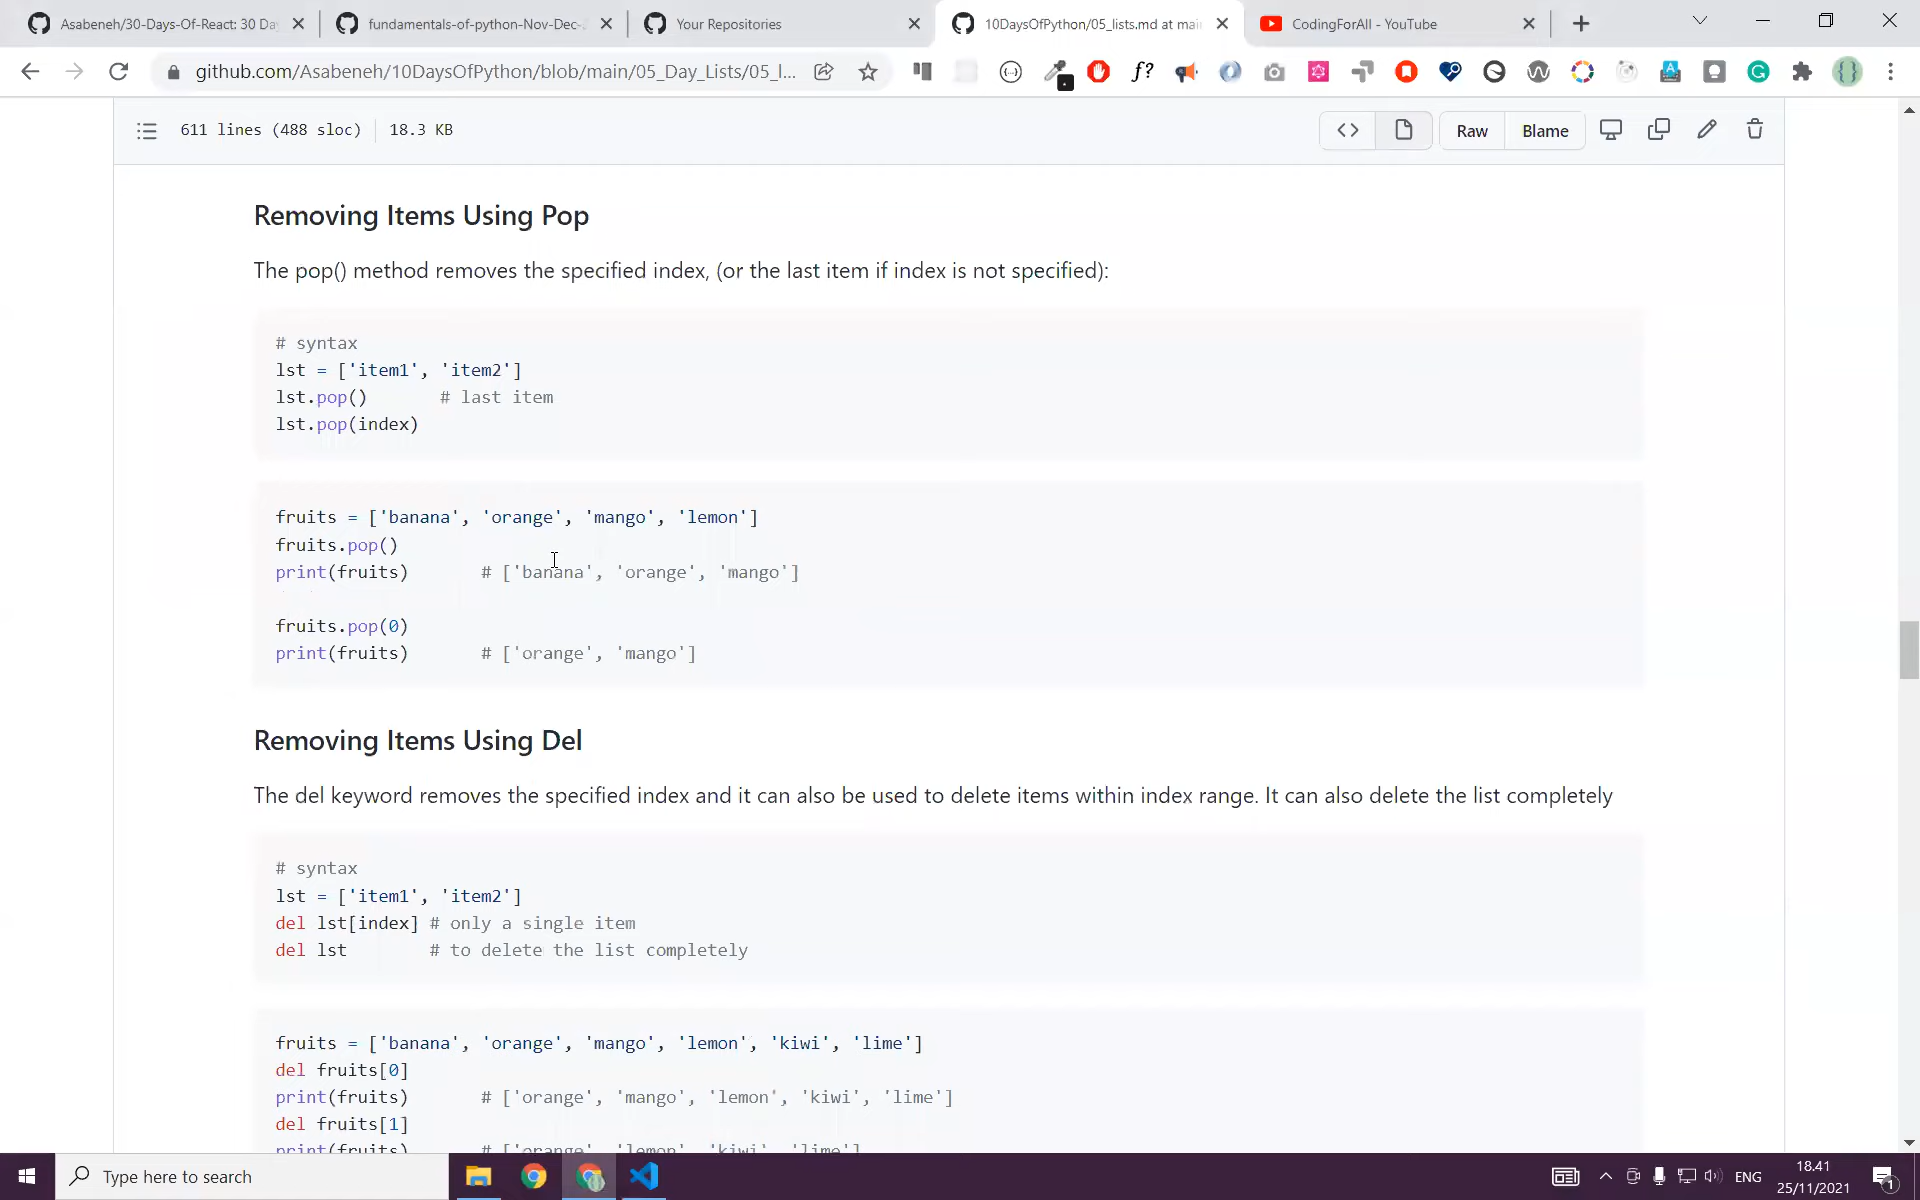 Asabeneh/30-Days-Of-React: 30 Da
fundamentals-of-python-Nov-Dec-
Your Repositories
10DaysOfPython/05_lists.md at mai
CodingForAll - YouTube
github.com/Asabeneh/10DaysOfPython/blob/main/05_Day_Lists/05_l...
611 lines (488 sloc)
18.3 KB
Raw
Blame
Removing Items Using Pop
The pop() method removes the specified index, (or the last item if index is not specified):
# syntax
lst = ['item1', 'item2']
lst.pop()       # last item
lst.pop(index)
fruits = ['banana', 'orange', 'mango', 'lemon']
fruits.pop()
print(fruits)       # ['banana', 'orange', 'mango']
fruits.pop(0)
print(fruits)       # ['orange', 'mango']
Removing Items Using Del
The del keyword removes the specified index and it can also be used to delete items within index range. It can also delete the list completely
# syntax
lst = ['item1', 'item2']
del lst[index] # only a single item
del lst        # to delete the list completely
fruits = ['banana', 'orange', 'mango', 'lemon', 'kiwi', 'lime']
del fruits[0]
print(fruits)       # ['orange', 'mango', 'lemon', 'kiwi', 'lime']
del fruits[1]
print(fruits)       # ['orange', 'lemon', 'kiwi', 'lime']
Type here to search
ENG
18.41
25/11/2021
1